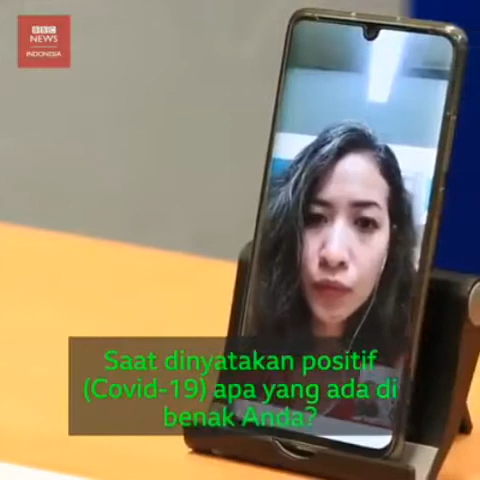 BBC
NEWS
INDONESIA
Saat dinyatakan positif
(Covid-19) apa yang ada di
benak Anda?